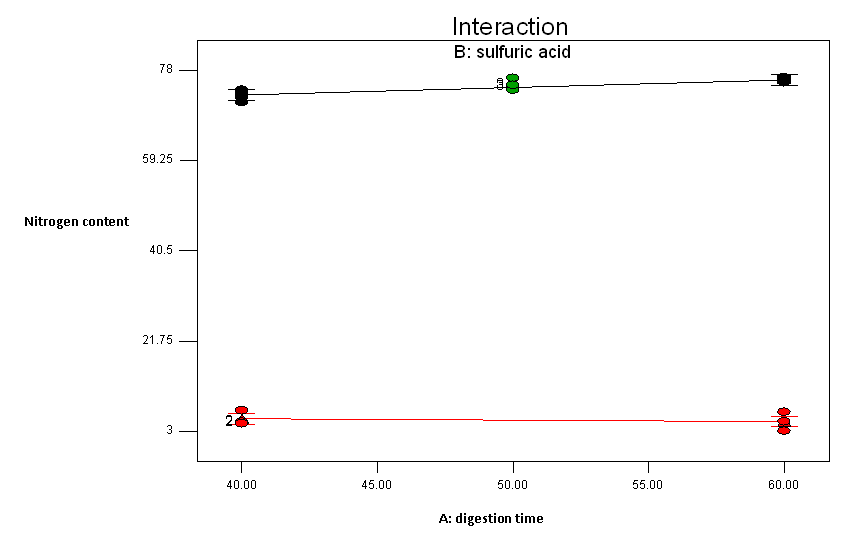 Interaction
B: sulfuric acid
78
59.25
Nitrogen content
40.5
21.75
2
3
40.00 45.00 50.00 55.00 60.00
A: digestion time